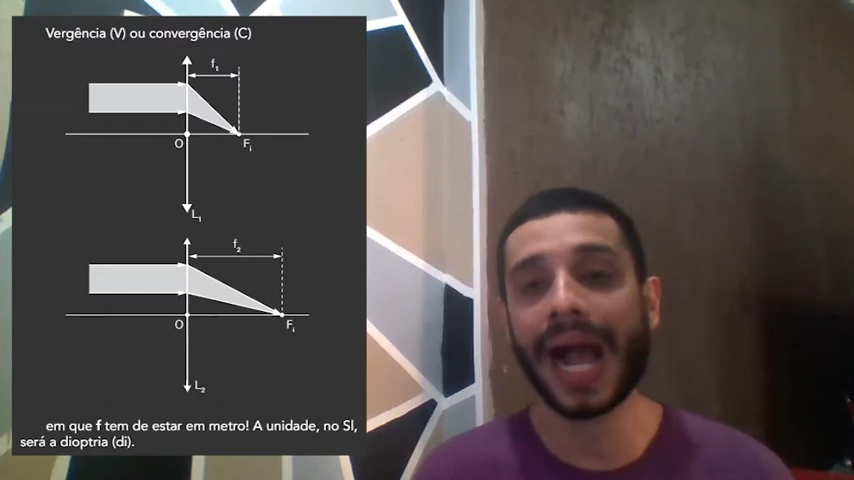 Vergência (V) ou convergência (C)
f₁
O
Fᵢ
L₁
f₂
O
Fᵢ
L₂
em que f tem de estar em metro! A unidade, no SI,
será a dioptria (di).